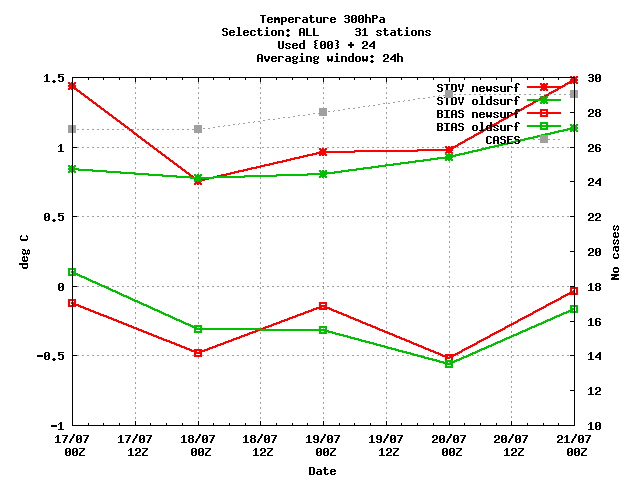 Temperature 300hPa
Selection: ALL 31 stations
Used {00} + 24
Averaging window: 24h
STDV newsurf
STDV oldsurf
BIAS newsurf
BIAS oldsurf
CASES
1.5
1
0.5
0
-0.5
-1
deg C
30
28
26
24
22
20
18
16
14
12
10
No cases
17/07 17/07 18/07 18/07 19/07 19/07 20/07 20/07 21/07
00Z 12Z 00Z 12Z 00Z 12Z 00Z 12Z 00Z
Date